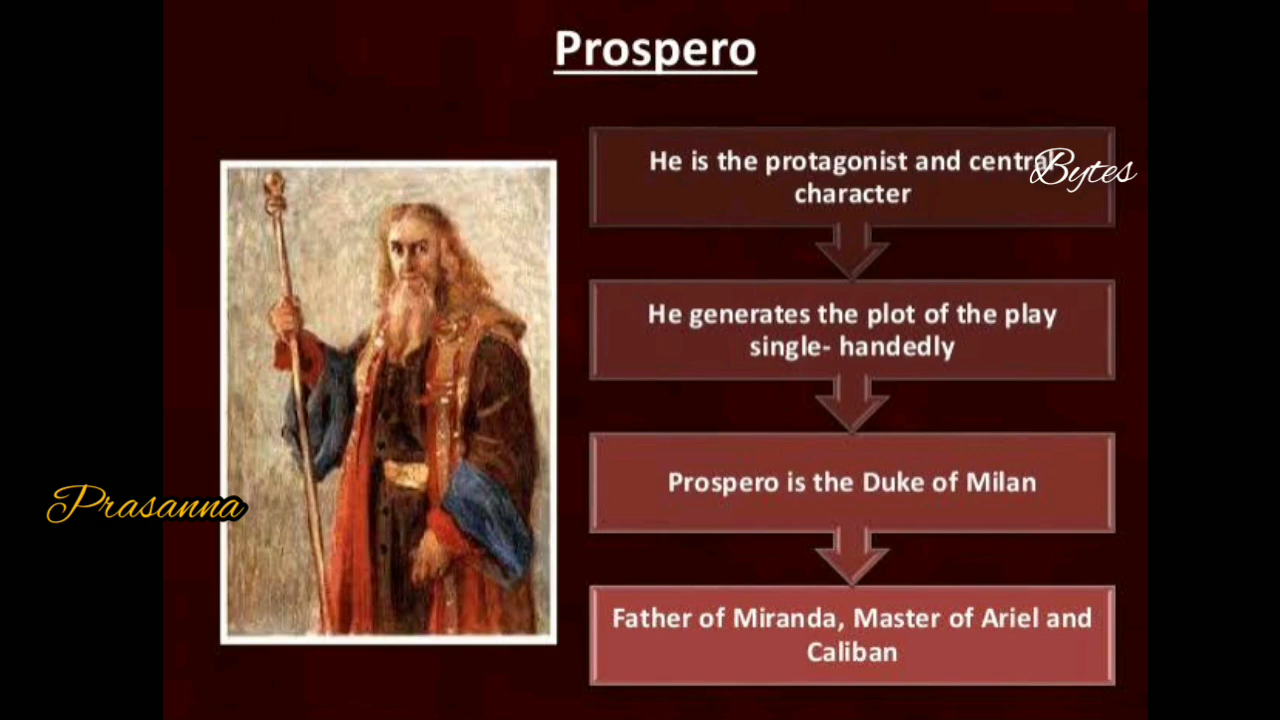 Prospero
He is the protagonist and central
character
Bytes
He generates the plot of the play
single- handedly
Prospero is the Duke of Milan
Prasanna
Father of Miranda, Master of Ariel and
Caliban